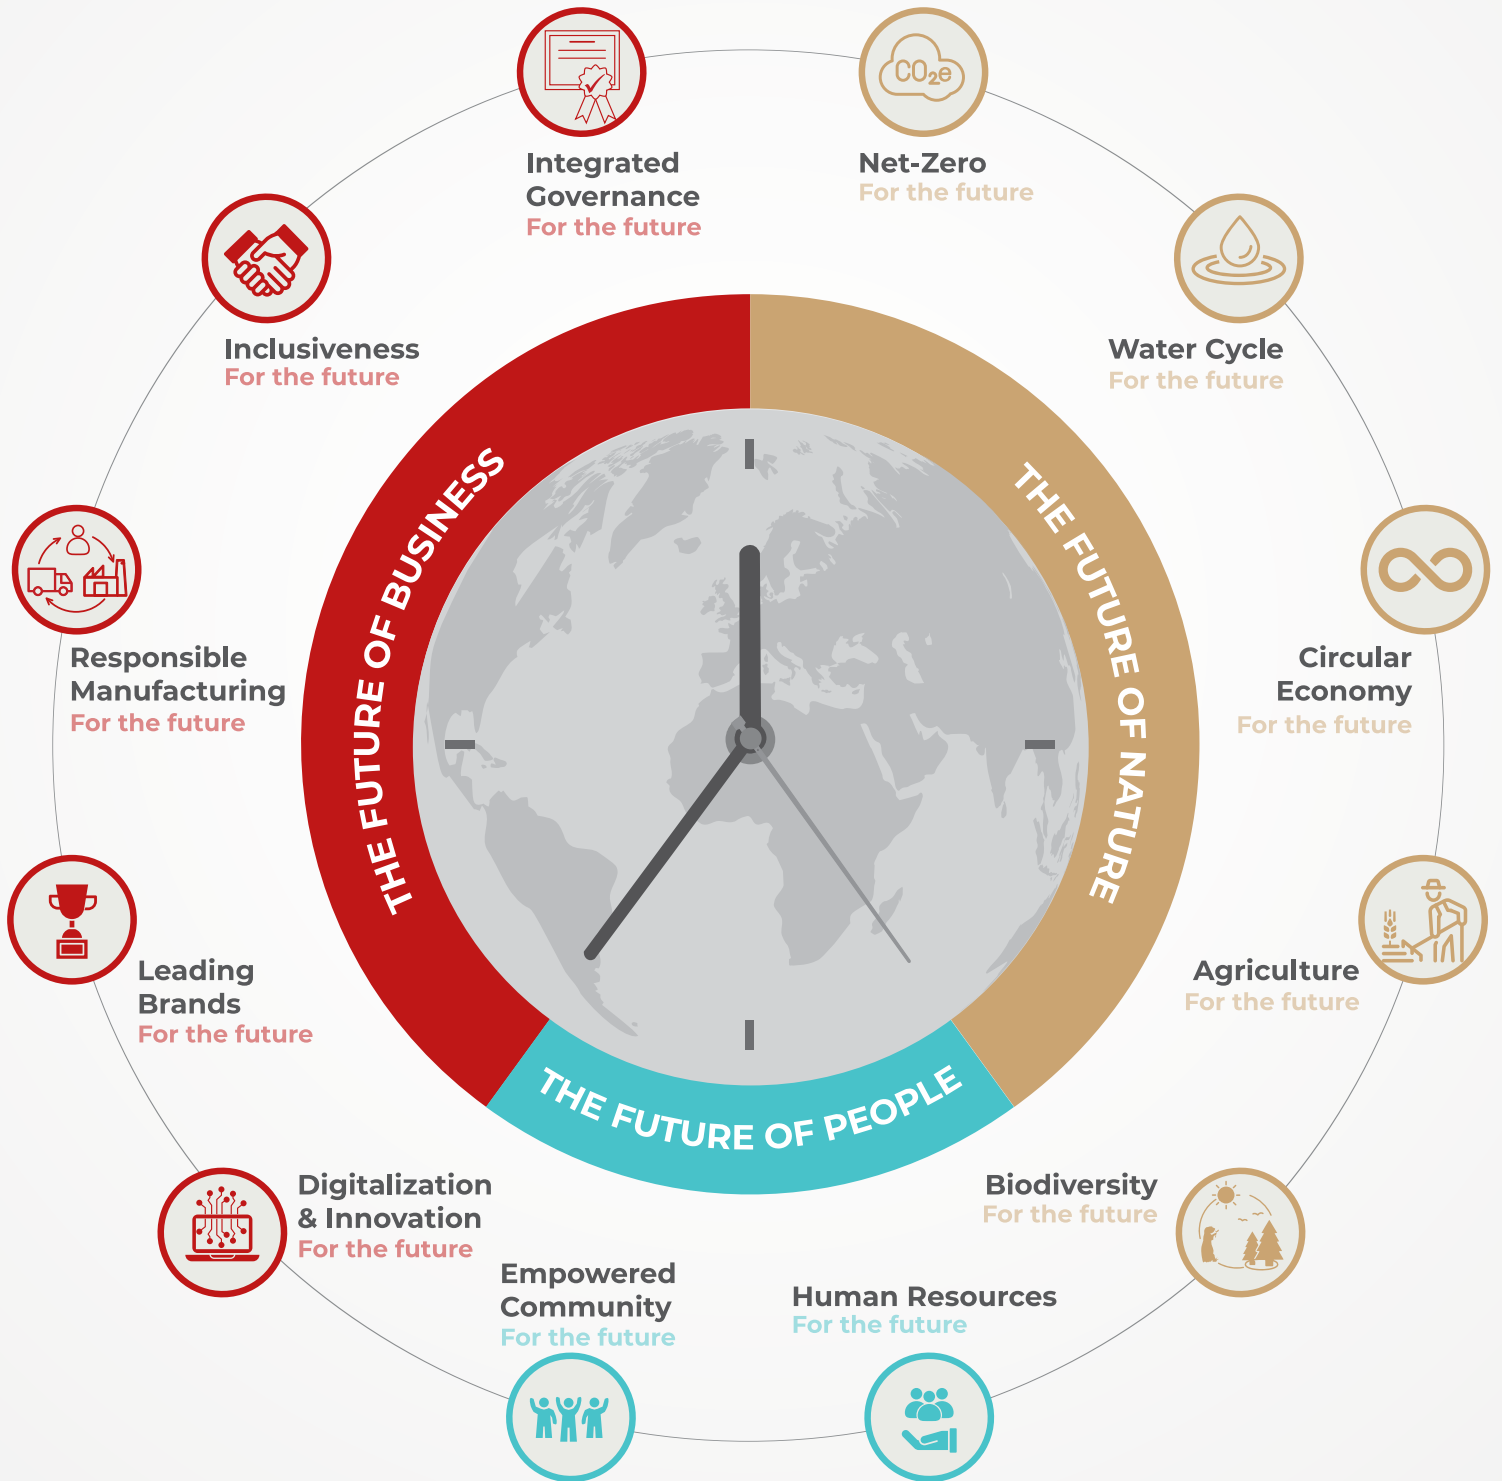 Integrated
Governance
For the future
CO₂e
Net-Zero
For the future
Inclusiveness
For the future
Water Cycle
For the future
THE FUTURE OF BUSINESS
THE FUTURE OF NATURE
THE FUTURE OF PEOPLE
Responsible
Manufacturing
For the future
Circular
Economy
For the future
Leading
Brands
For the future
Agriculture
For the future
Digitalization
& Innovation
For the future
Biodiversity
For the future
Empowered
Community
For the future
Human Resources
For the future